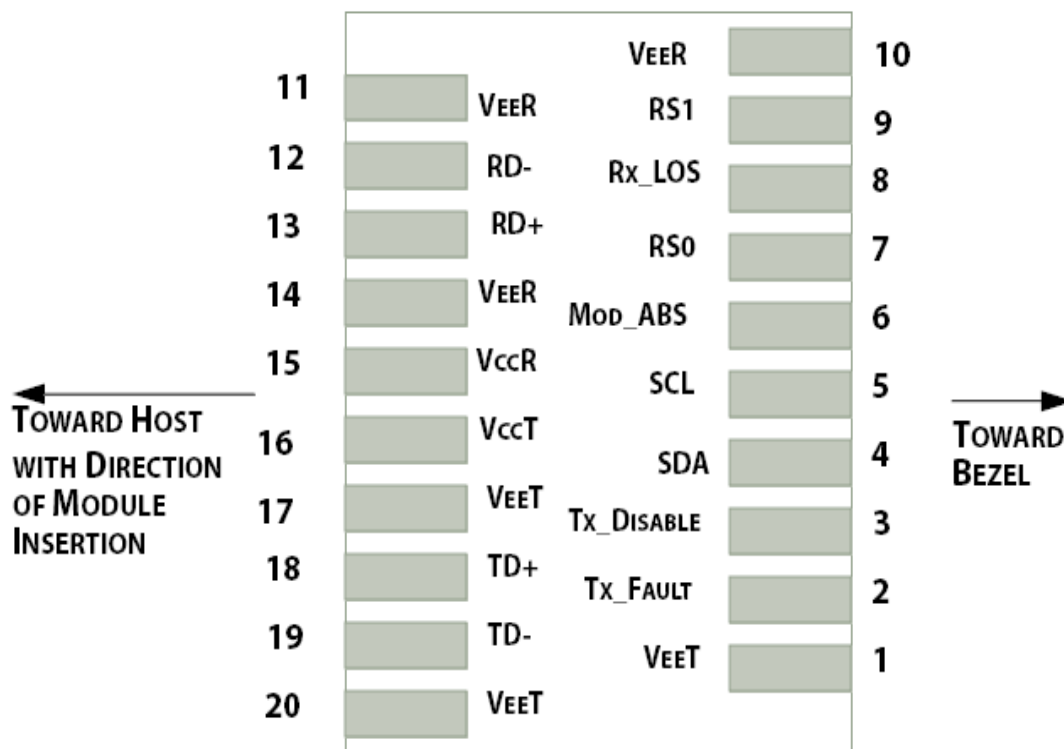 VEER 10
11 VEER
RS1 9
12 RD-
Rx_LOS 8
13 RD+
RS0 7
14 VEER
MOD_ABS 6
15 VCCR
SCL 5
TOWARD HOST
WITH DIRECTION
OF MODULE
INSERTION
TOWARD
BEZEL
16 VCCT
SDA 4
17 VEET
TX_DISABLE 3
18 TD+
TX_FAULT 2
19 TD-
VEET 1
20 VEET